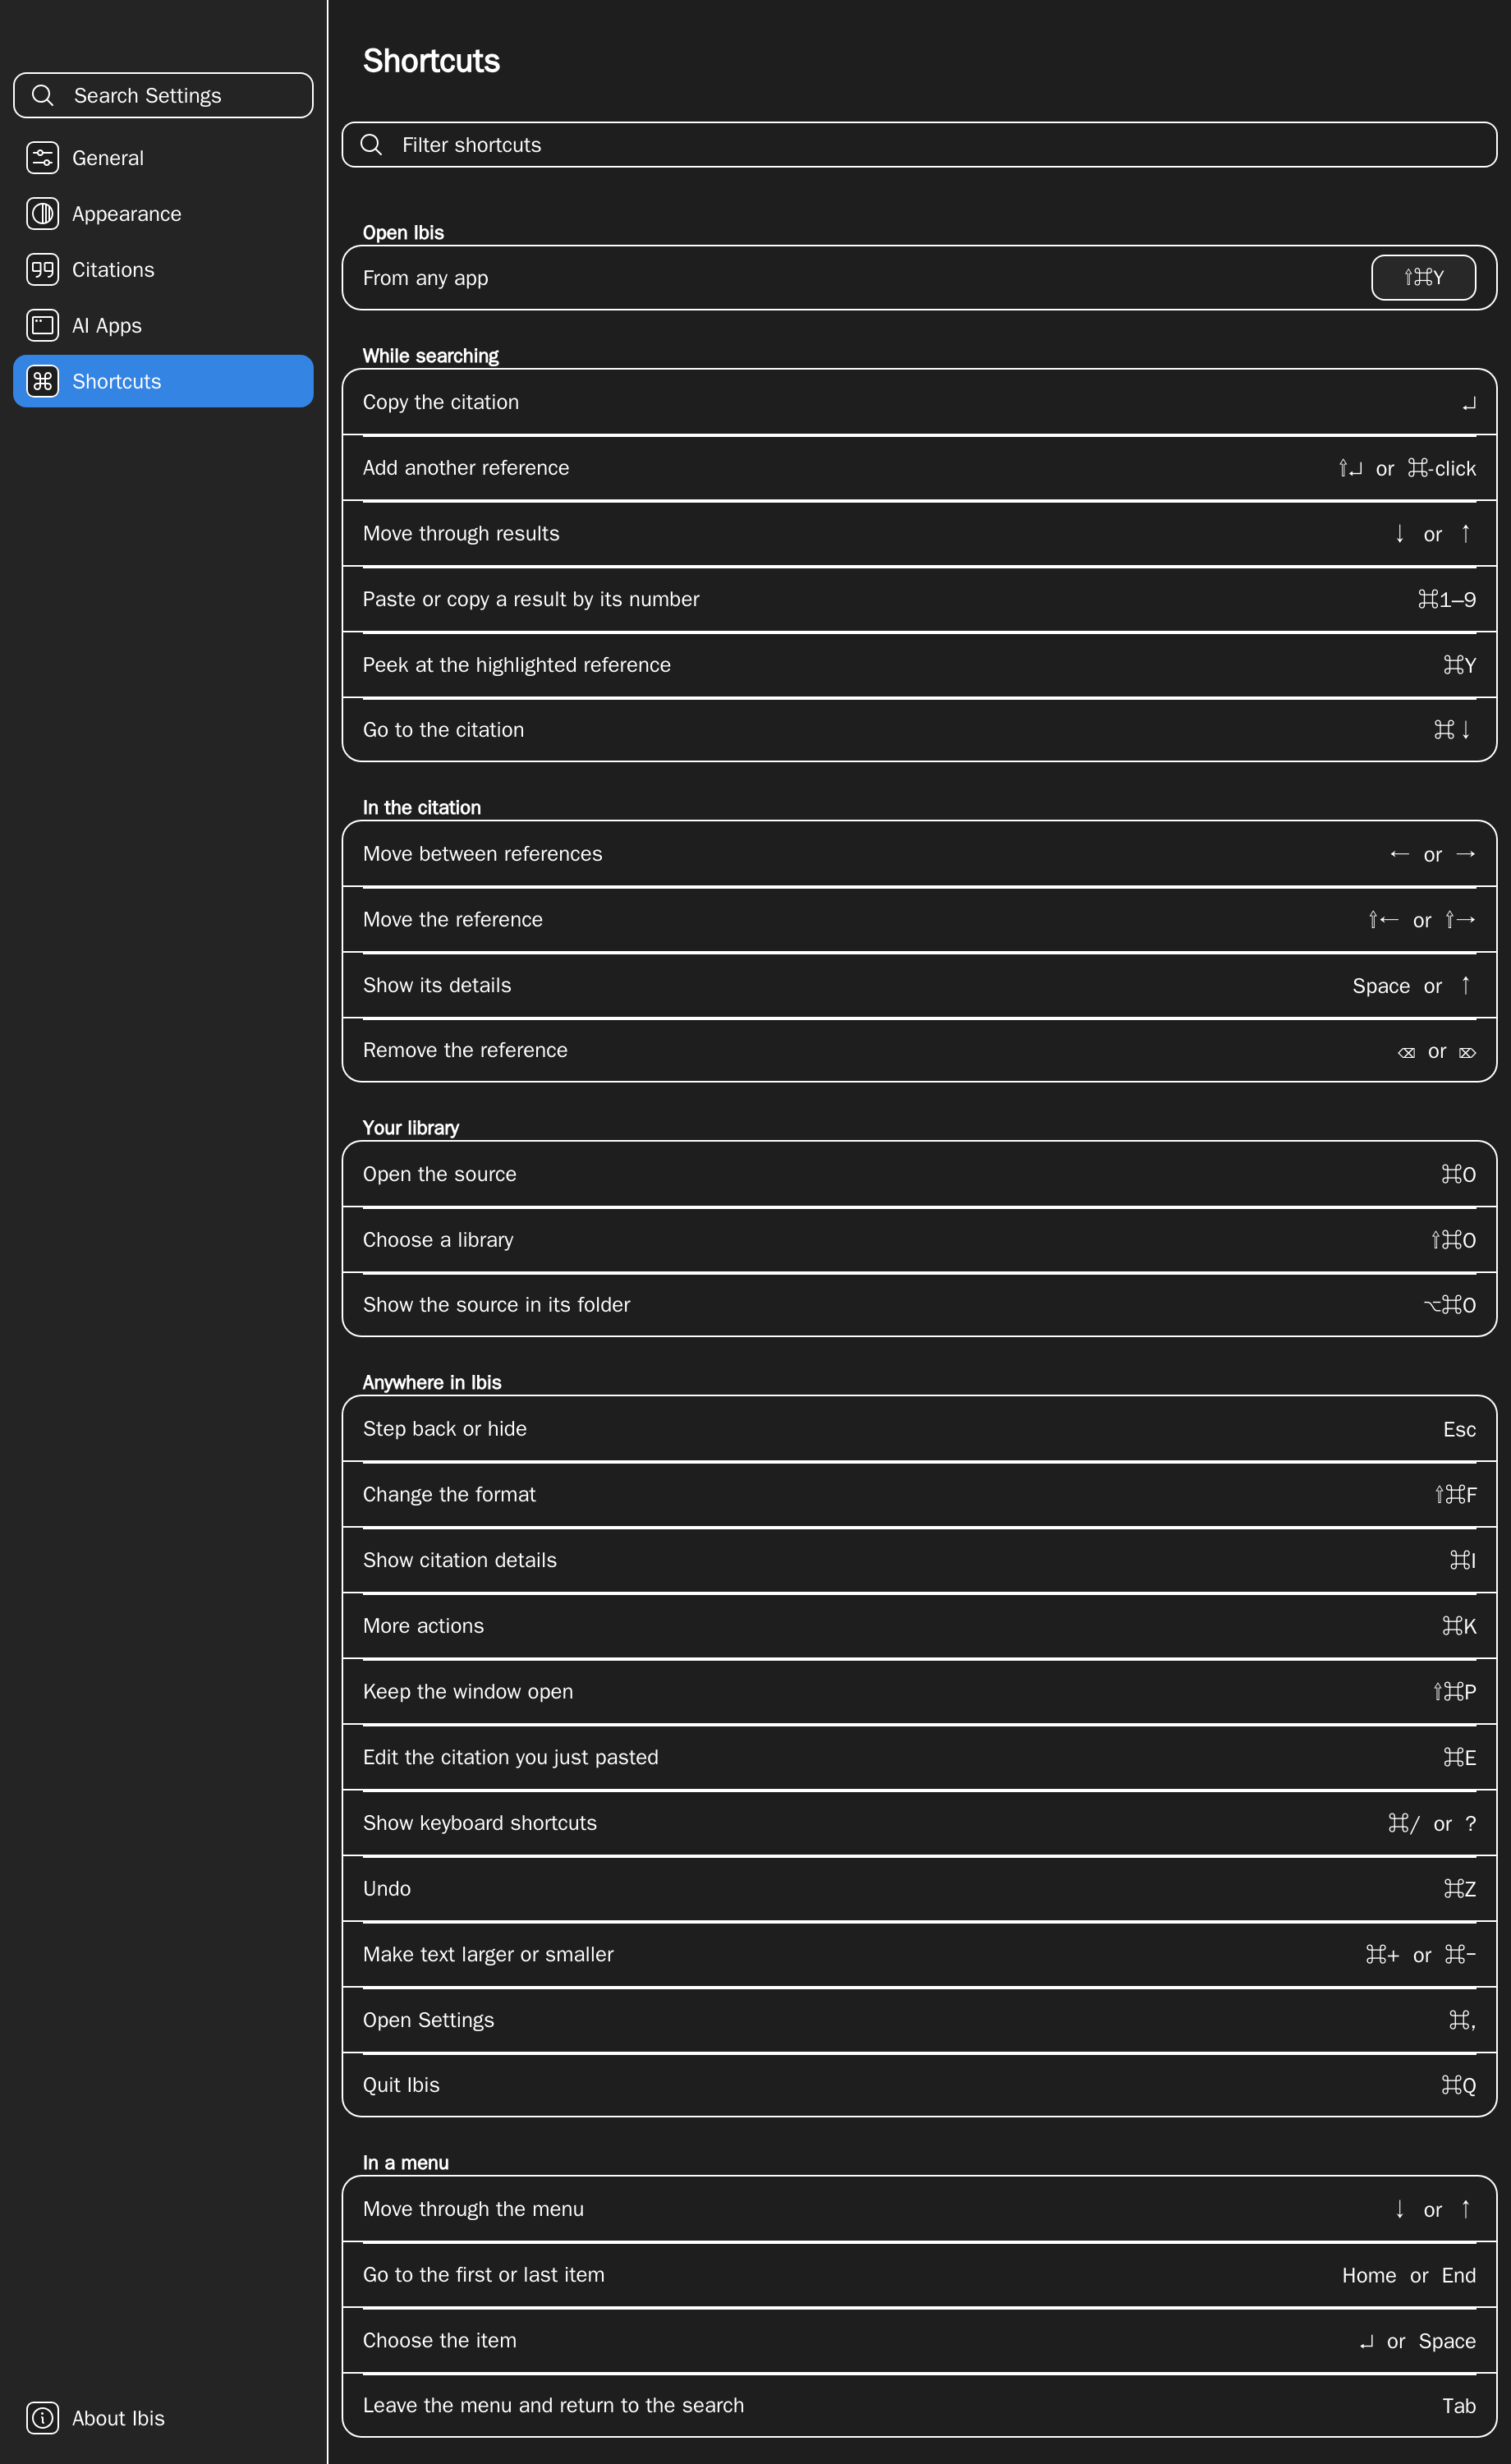 Search Settings
General
Appearance
Citations
AI Apps
Shortcuts
About Ibis
Shortcuts
Filter shortcuts
Open Ibis
From any app ⇧⌘Y
While searching
Copy the citation ↵
Add another reference ⇧↵ or ⌘-click
Move through results ↓ or ↑
Paste or copy a result by its number ⌘1–9
Peek at the highlighted reference ⌘Y
Go to the citation ⌘↓
In the citation
Move between references ← or →
Move the reference ⇧← or ⇧→
Show its details Space or ↑
Remove the reference ⌫ or ⌦
Your library
Open the source ⌘O
Choose a library ⇧⌘O
Show the source in its folder ⌥⌘O
Anywhere in Ibis
Step back or hide Esc
Change the format ⇧⌘F
Show citation details ⌘I
More actions ⌘K
Keep the window open ⇧⌘P
Edit the citation you just pasted ⌘E
Show keyboard shortcuts ⌘/ or ?
Undo ⌘Z
Make text larger or smaller ⌘+ or ⌘−
Open Settings ⌘,
Quit Ibis ⌘Q
In a menu
Move through the menu ↓ or ↑
Go to the first or last item Home or End
Choose the item ↵ or Space
Leave the menu and return to the search Tab